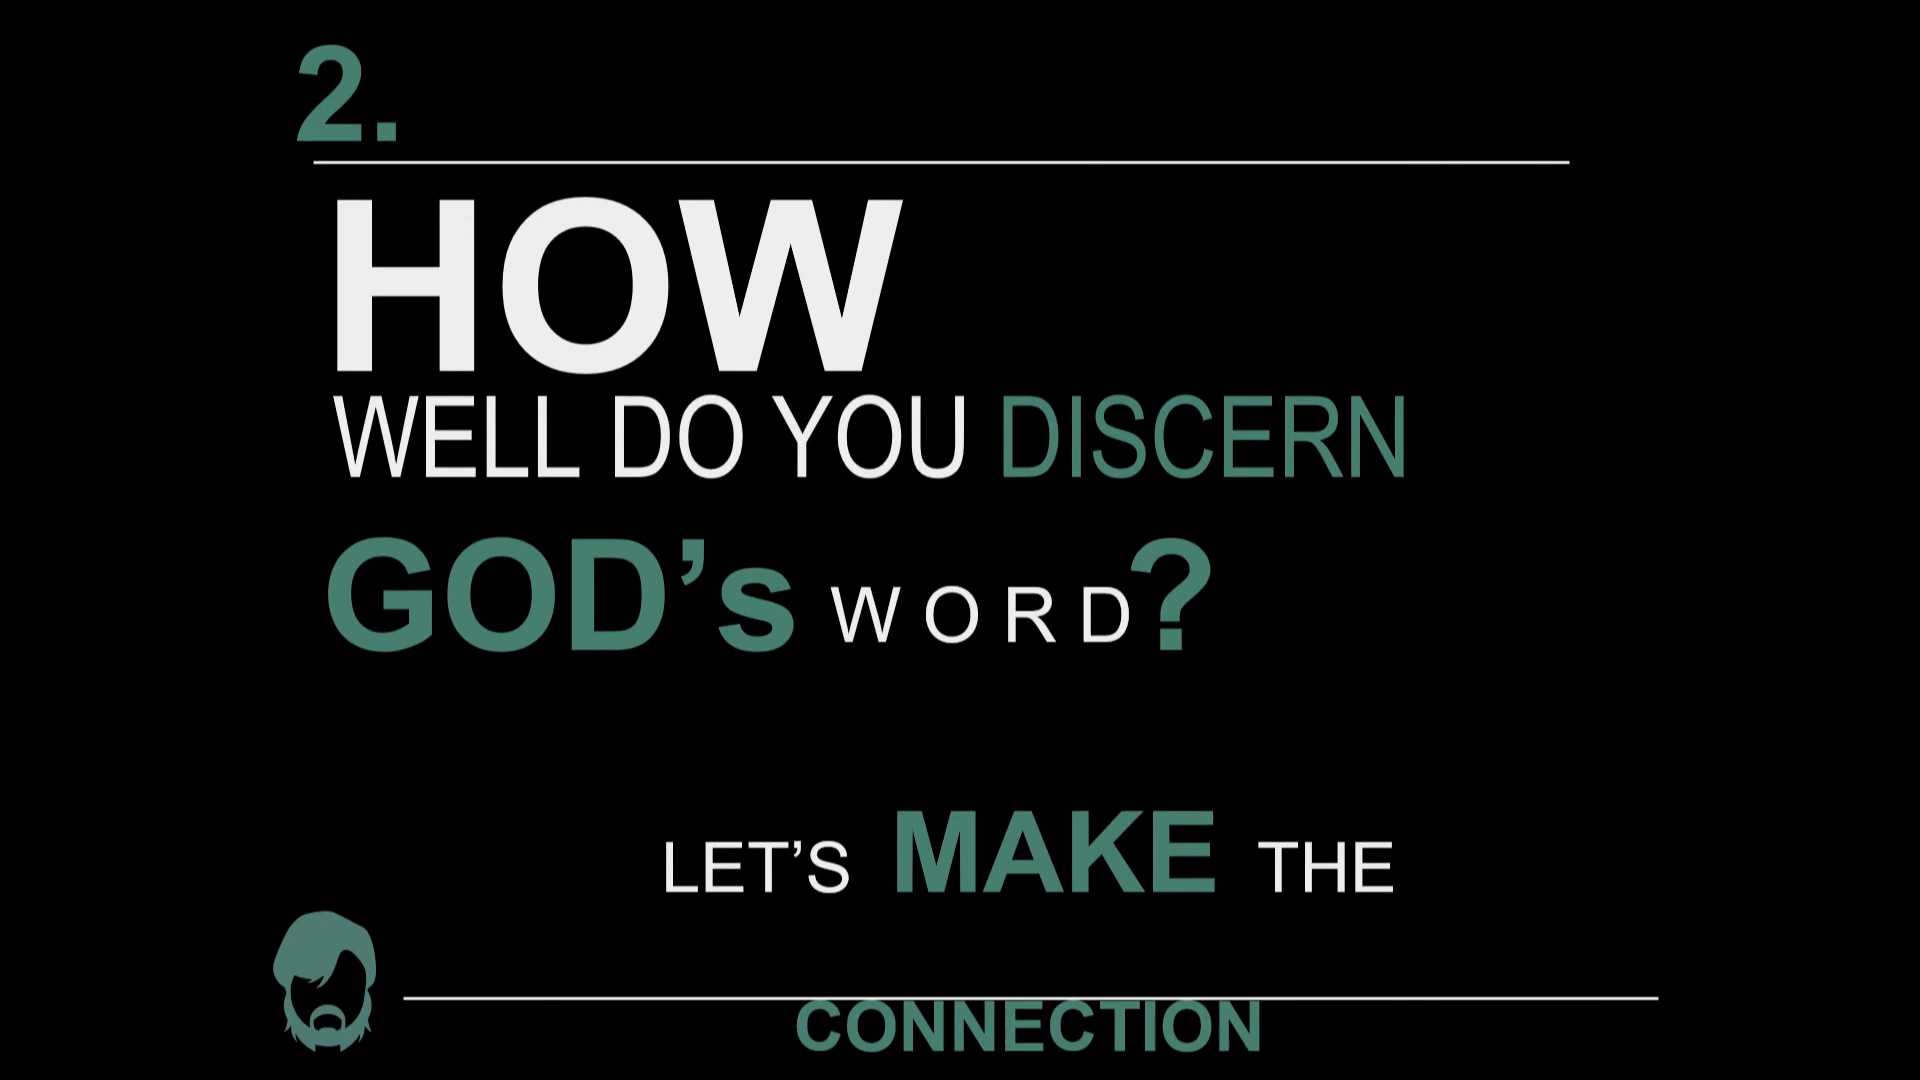 2.
HOW
WELL DO YOU DISCERN
GOD’s WORD?
LET’S MAKE THE
CONNECTION